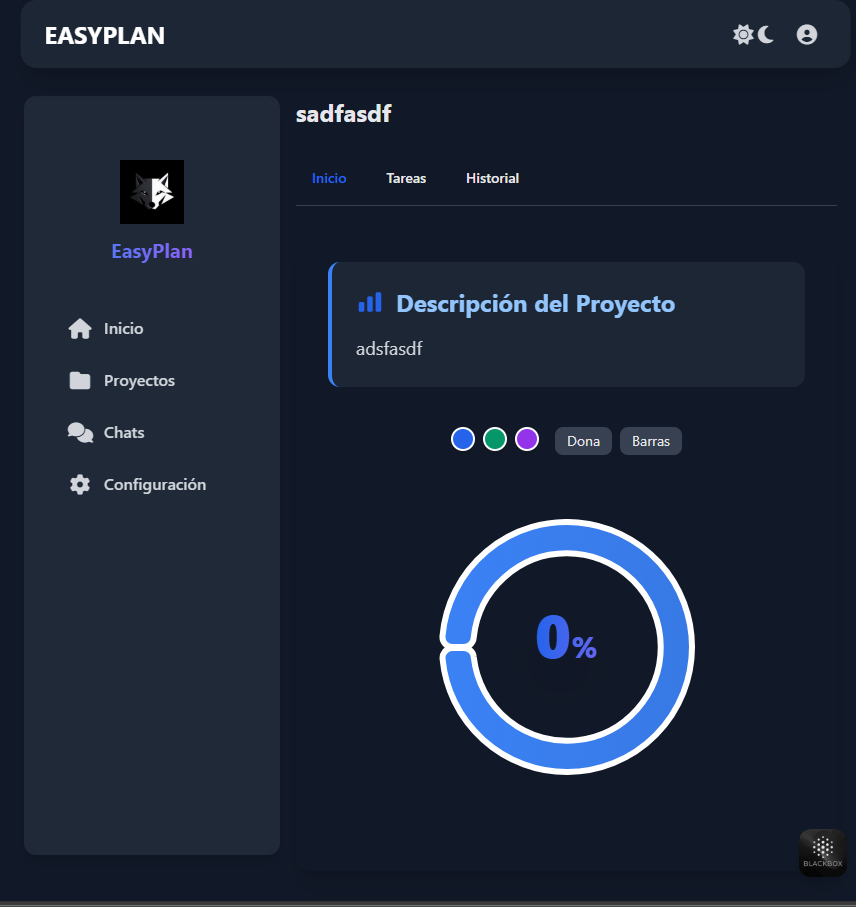 EASYPLAN
EasyPlan
Inicio
Proyectos
Chats
Configuración
sadfasdf
Inicio Tareas Historial
Descripción del Proyecto
adsfasdf
Dona Barras
0%
BLACKBOX